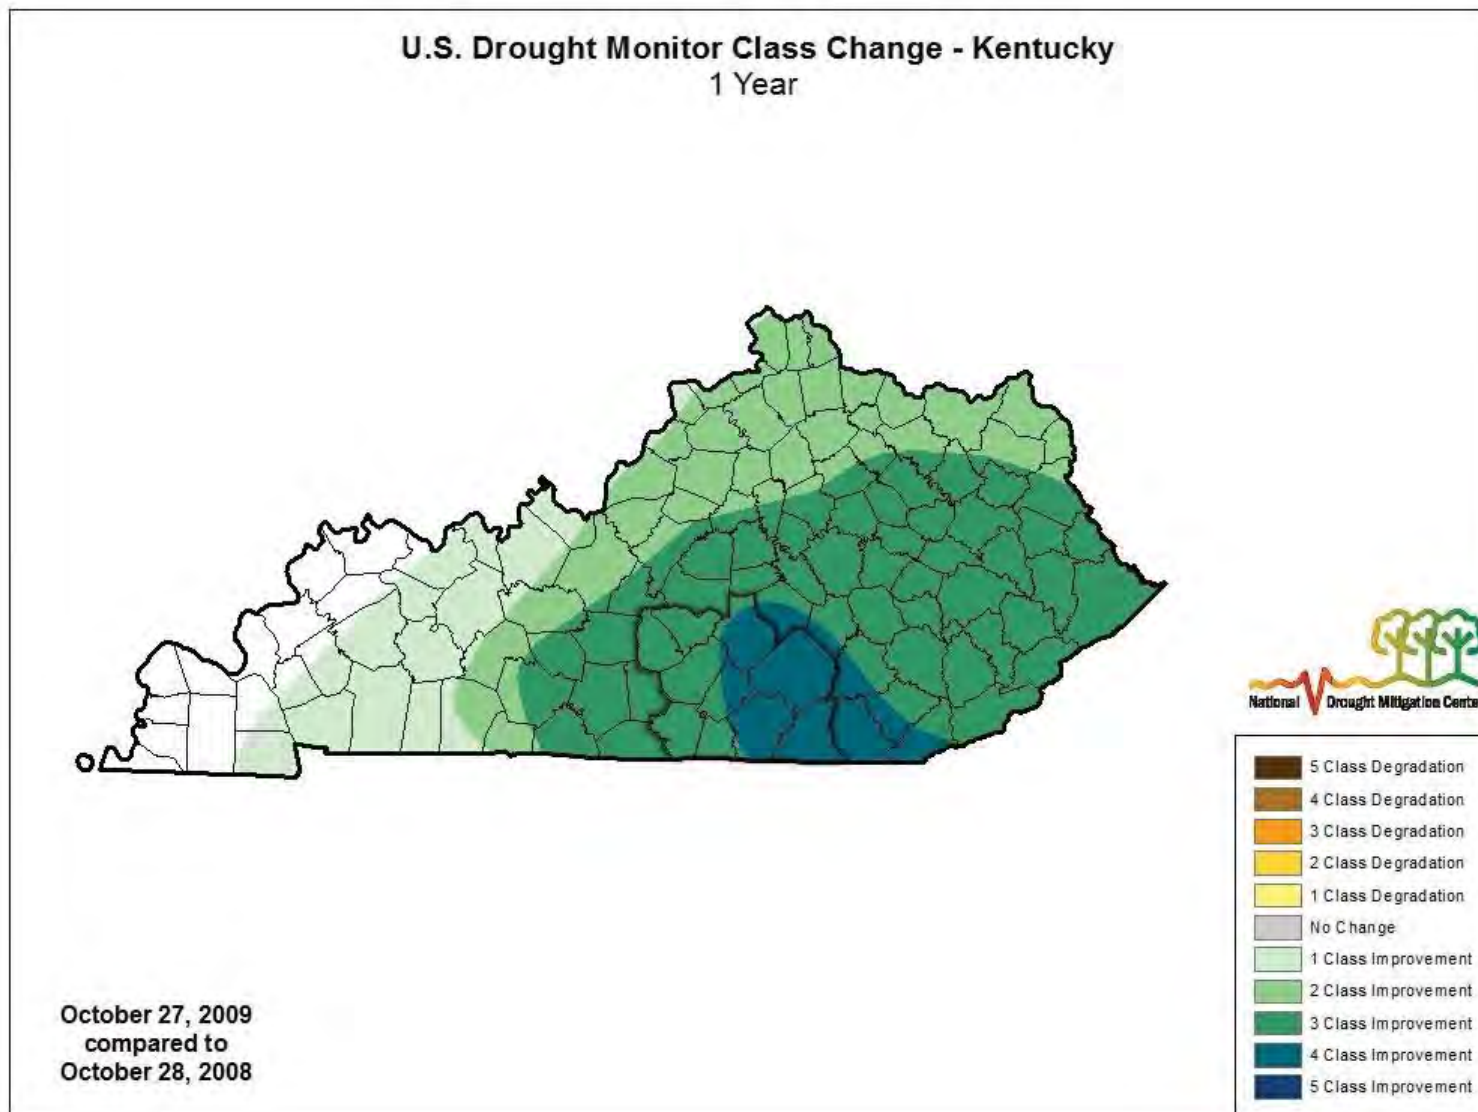 U.S. Drought Monitor Class Change - Kentucky
1 Year
National Drought Mitigation Cente
5 Class Degradation
4 Class Degradation
3 Class Degradation
2 Class Degradation
1 Class Degradation
No Change
1 Class Improvement
2 Class Improvement
3 Class Improvement
4 Class Improvement
5 Class Improvement
October 27, 2009
compared to
October 28, 2008